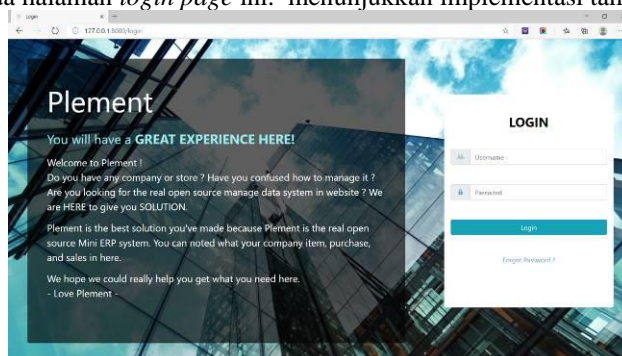 da halaman login page ini. menunjukkan implementasi tam
Login
127.0.0.1:8080/login
Plement
You will have a GREAT EXPERIENCE HERE!
Welcome to Plement !
Do you have any company or store ? Have you confused how to manage it ?
Are you looking for the real open source manage data system in website ? We
are HERE to give you SOLUTION.
Plement is the best solution you've made because Plement is the real open
source Mini ERP system. You can noted what your company item, purchase,
and sales in here.
We hope we could really help you get what you need here.
- Love Plement -
LOGIN
Username
Password
Login
Forgot Password ?